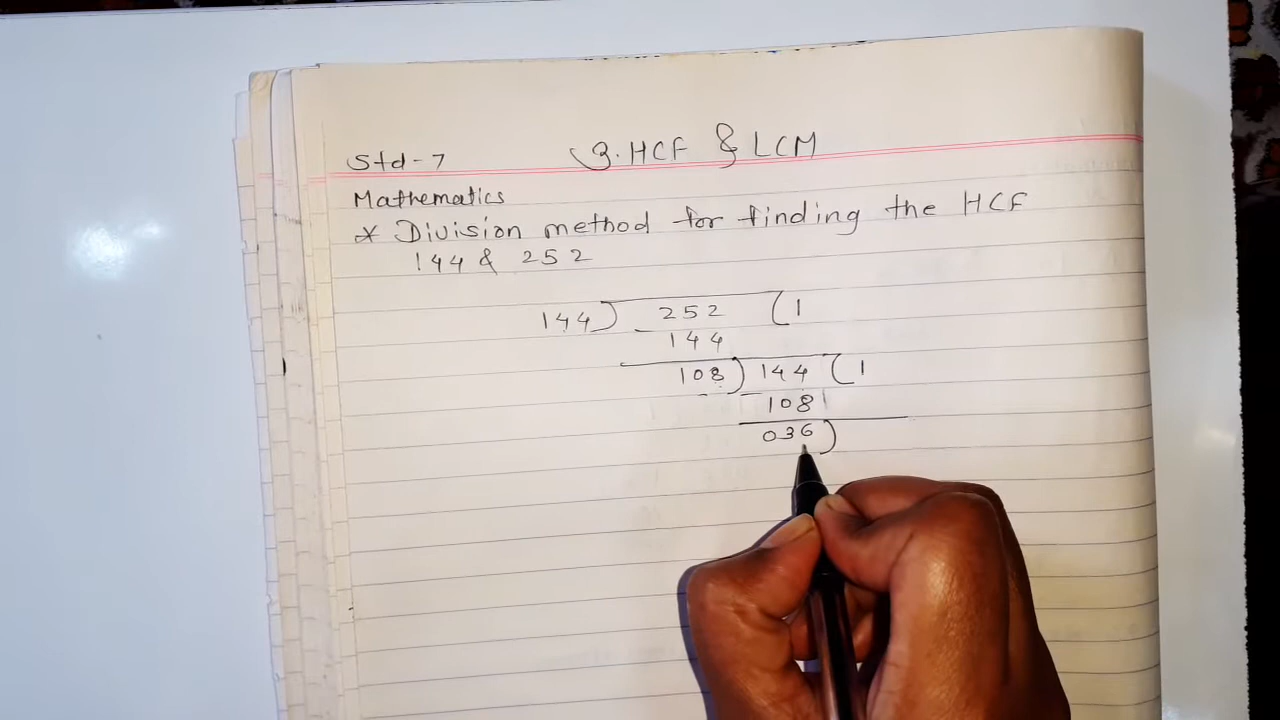 Std-7
3. HCF & LCM
Mathematics
* Division method for finding the HCF
144 & 252
144 ) 252 ( 1
144
108 ) 144 ( 1
108
036 )